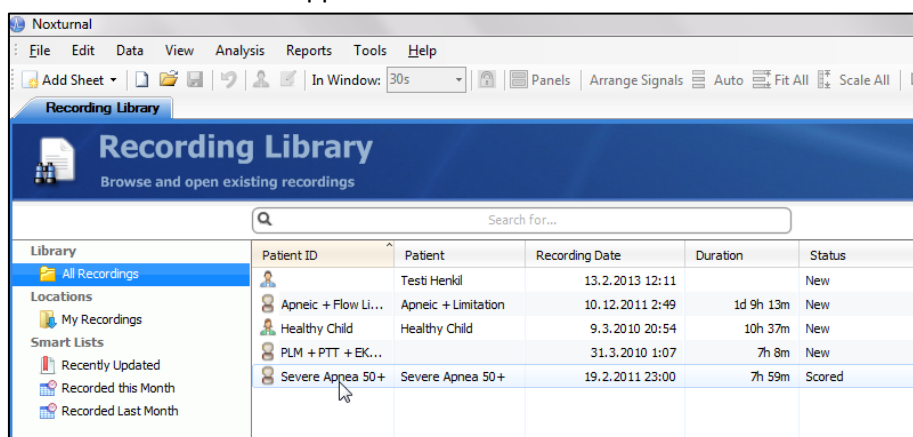 Noxturnal
File Edit Data View Analysis Reports Tools Help
Add Sheet In Window: 30s Panels Arrange Signals Auto Fit All Scale All
Recording Library
Recording Library
Browse and open existing recordings
Search for...
Library
All Recordings
Locations
My Recordings
Smart Lists
Recently Updated
Recorded this Month
Recorded Last Month
Patient ID Patient Recording Date Duration Status
Testi Henkil 13.2.2013 12:11 New
Apneic + Flow Li... Apneic + Limitation 10.12.2011 2:49 1d 9h 13m New
Healthy Child Healthy Child 9.3.2010 20:54 10h 37m New
PLM + PTT + EK... 31.3.2010 1:07 7h 8m New
Severe Apnea 50+ Severe Apnea 50+ 19.2.2011 23:00 7h 59m Scored